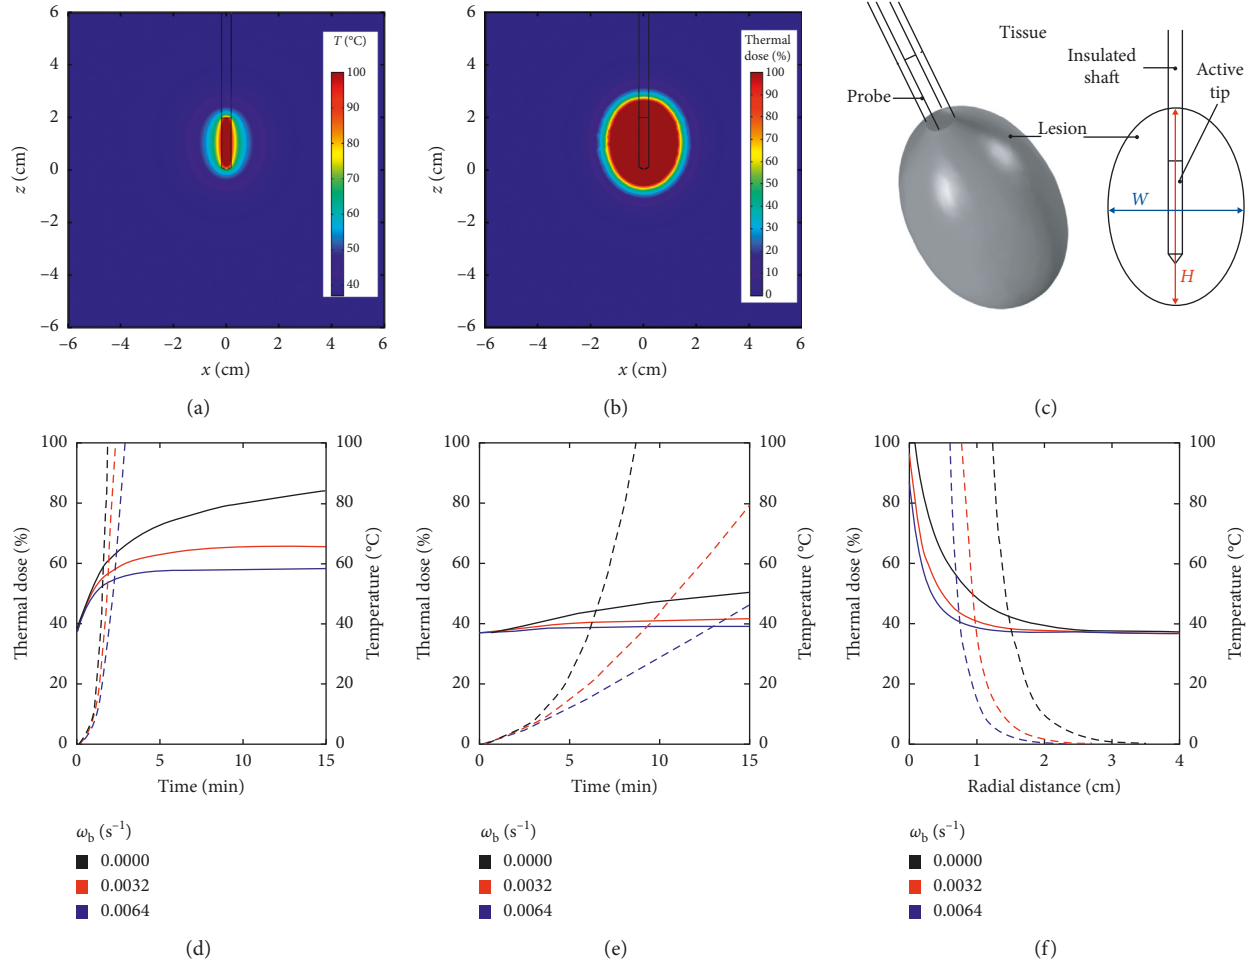 6
4
2
0
−2
−4
−6
z (cm)
−6 −4 −2 0 2 4 6
x (cm)
T (°C)
100
90
80
70
60
50
40
(a)
6
4
2
0
−2
−4
−6
z (cm)
−6 −4 −2 0 2 4 6
x (cm)
Thermal
dose (%)
100
90
80
70
60
50
40
30
20
10
0
(b)
Tissue
Probe
Lesion
Insulated
shaft
Active
tip
W
H
(c)
100
80
60
40
20
0
Thermal dose (%)
100
80
60
40
20
0
Temperature (°C)
0 5 10 15
Time (min)
ωb (s−1)
0.0000
0.0032
0.0064
(d)
100
80
60
40
20
0
Thermal dose (%)
100
80
60
40
20
0
Temperature (°C)
0 5 10 15
Time (min)
ωb (s−1)
0.0000
0.0032
0.0064
(e)
100
80
60
40
20
0
Thermal dose (%)
100
80
60
40
20
0
Temperature (°C)
0 1 2 3 4
Radial distance (cm)
ωb (s−1)
0.0000
0.0032
0.0064
(f)